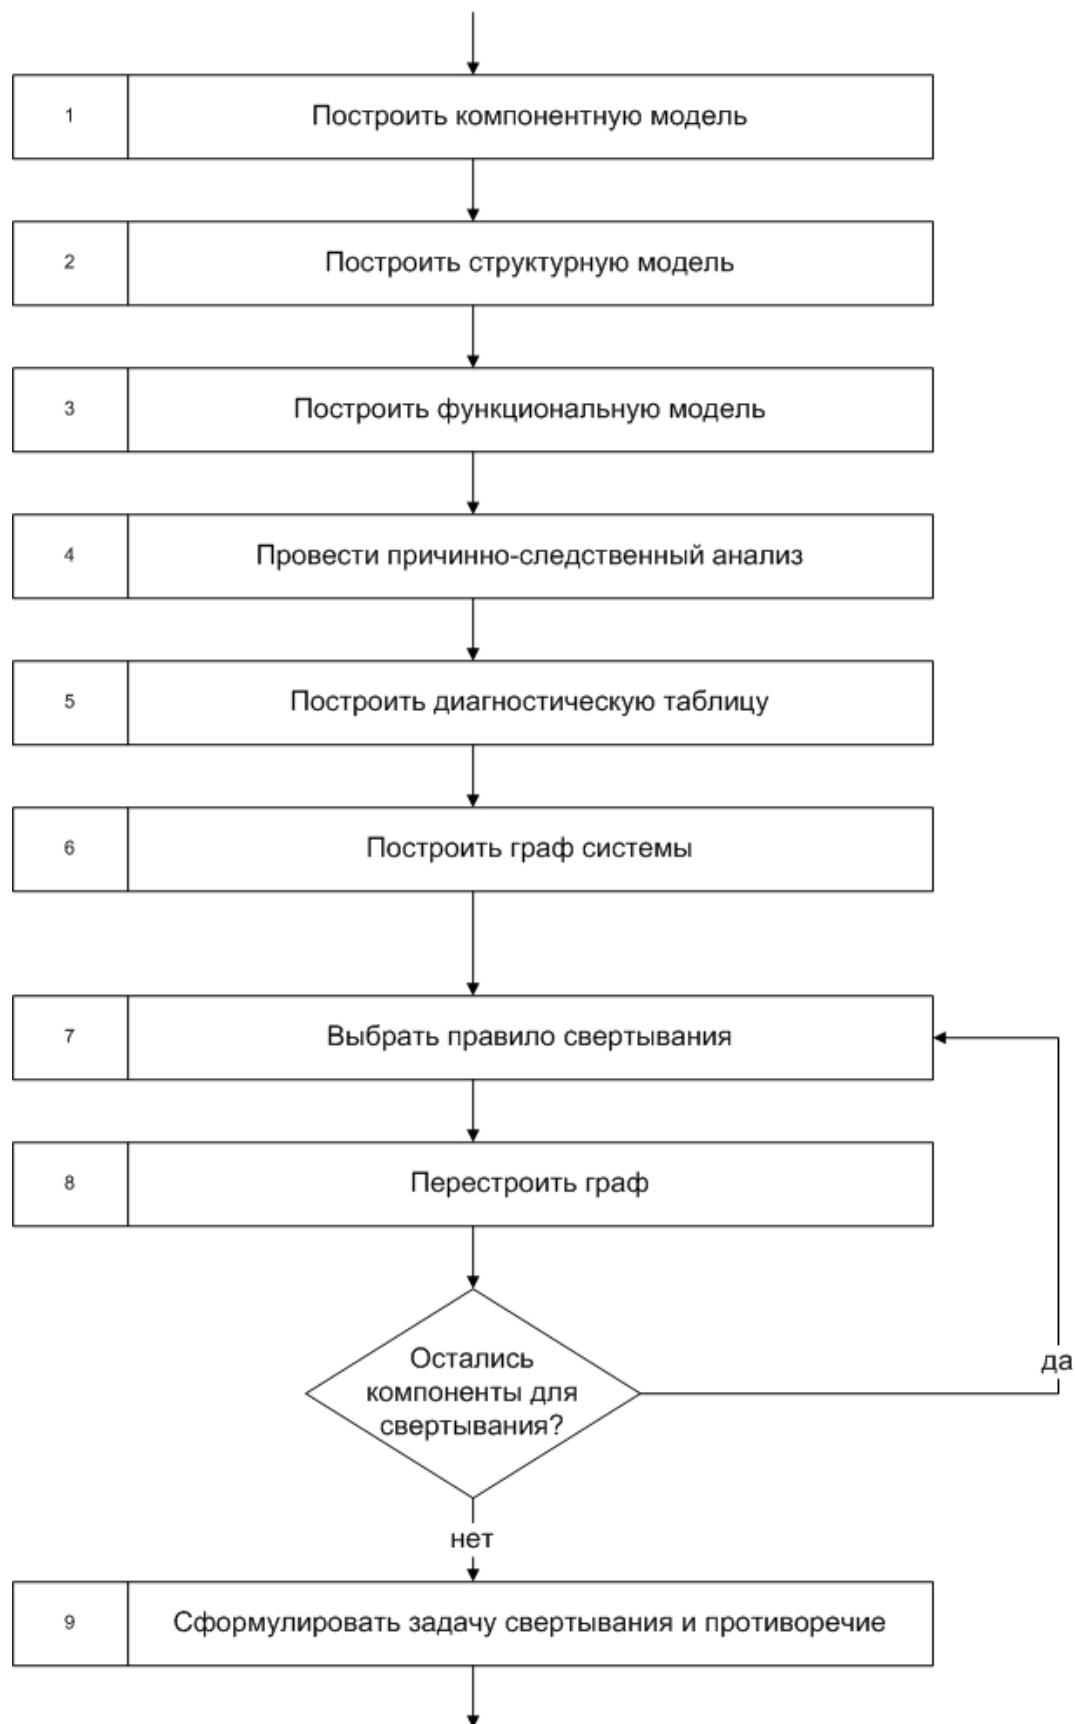 1 Построить компонентную модель
2 Построить структурную модель
3 Построить функциональную модель
4 Провести причинно-следственный анализ
5 Построить диагностическую таблицу
6 Построить граф системы
7 Выбрать правило свертывания
8 Перестроить граф
Остались
компоненты для
свертывания?
да
нет
9 Сформулировать задачу свертывания и противоречие